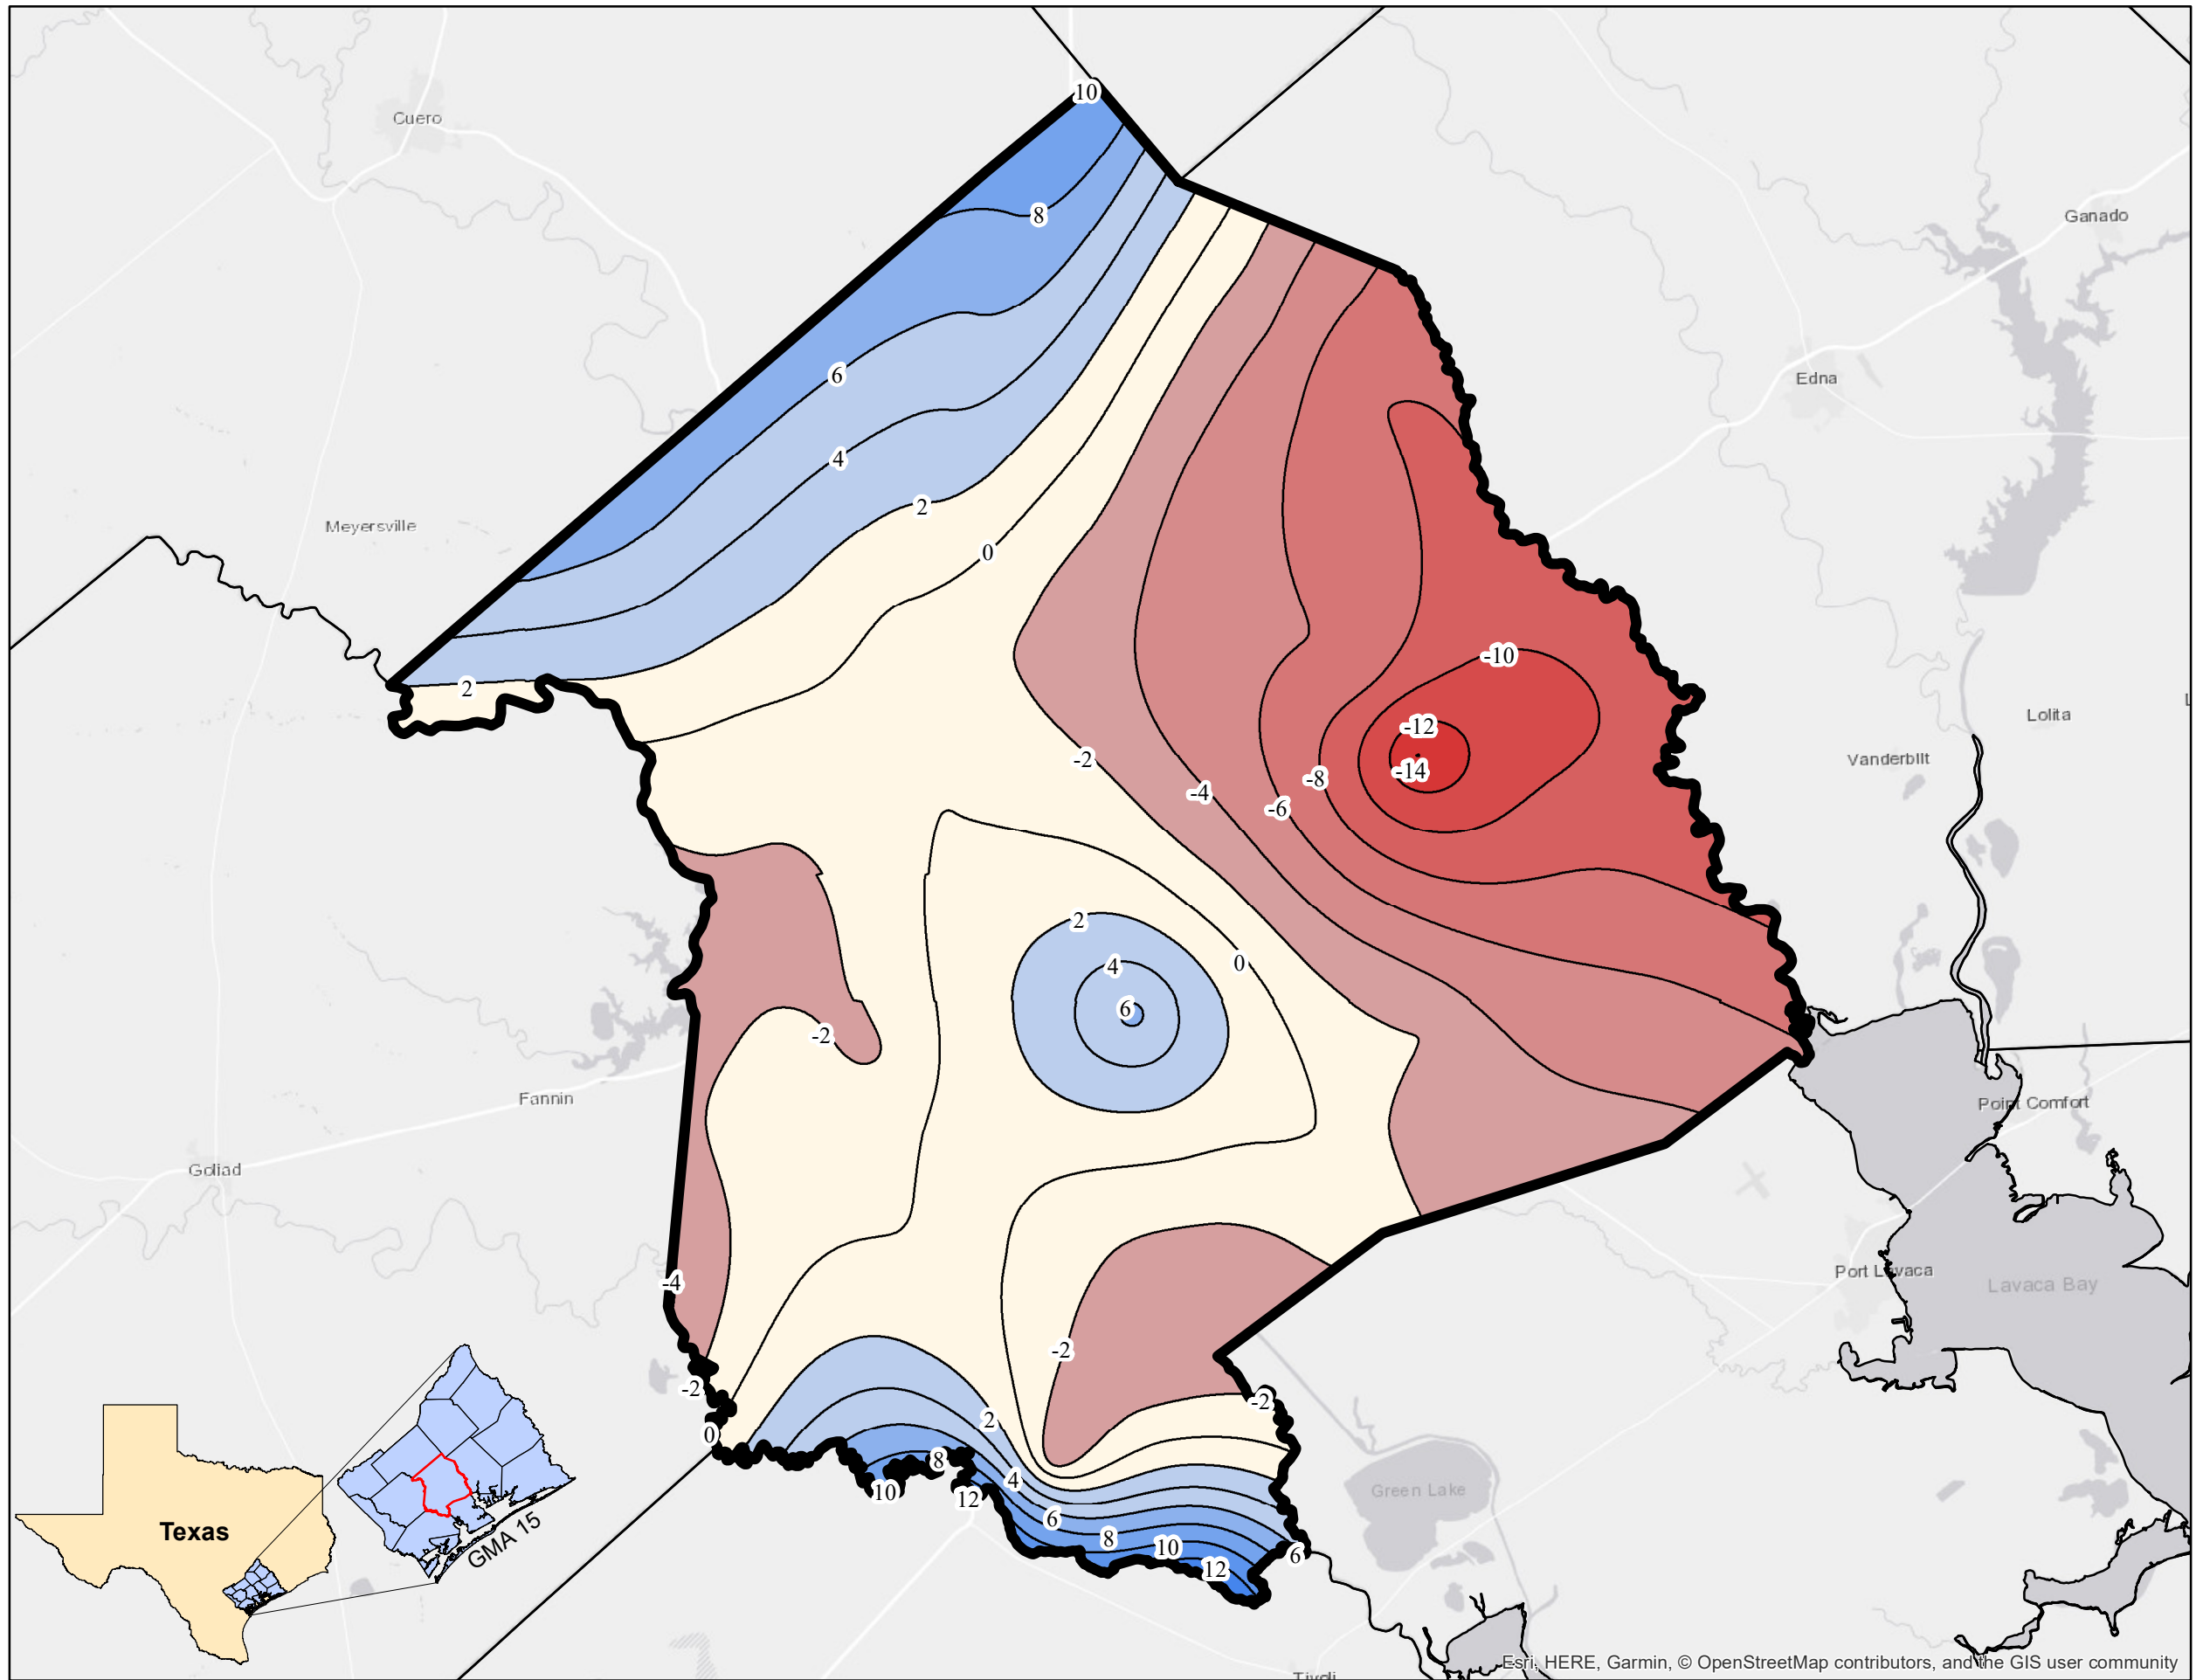 10
Cuero
8
Ganado
6
Edna
4
2
Meyersville
0
-10
2
-12
Lolita
L
-2
Vanderbilt
-14
-8
-4
-6
2
0
4
6
-2
Fannin
Point Comfort
Goliad
Port Lavaca
-4
Lavaca Bay
-2
-2
-2
2
0
8
4
Green Lake
10
12
6
Texas
8
GMA 15
10
6
12
Tivoli
Esri, HERE, Garmin, © OpenStreetMap contributors, and the GIS user community